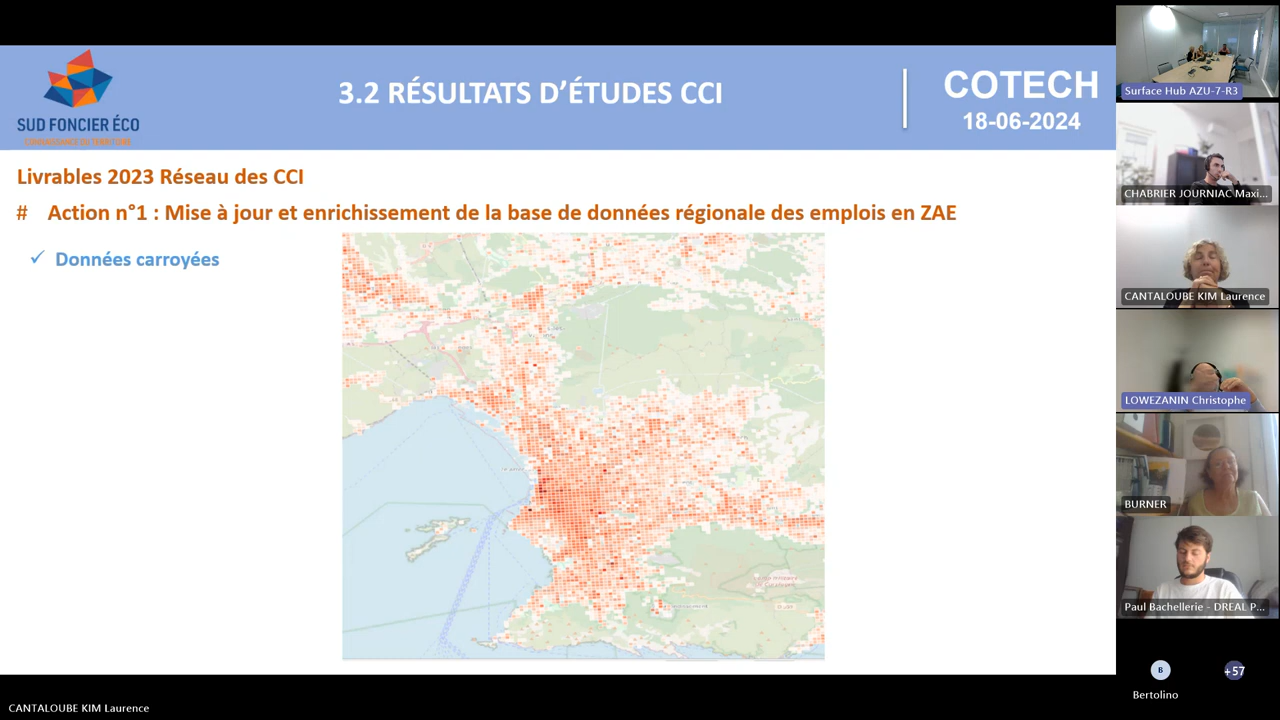 SUD FONCIER ÉCO
CONNAISSANCE DU TERRITOIRE
3.2 RÉSULTATS D’ÉTUDES CCI
COTECH
18-06-2024
Livrables 2023 Réseau des CCI
# Action n°1 : Mise à jour et enrichissement de la base de données régionale des emplois en ZAE
✓ Données carroyées
Surface Hub AZU-7-R3
CHABRIER JOURNIAC Maxi...
CANTALOUBE KIM Laurence
LOWEZANIN Christophe
BURNER
Paul Bachellerie - DREAL P...
B
+57
Bertolino
CANTALOUBE KIM Laurence